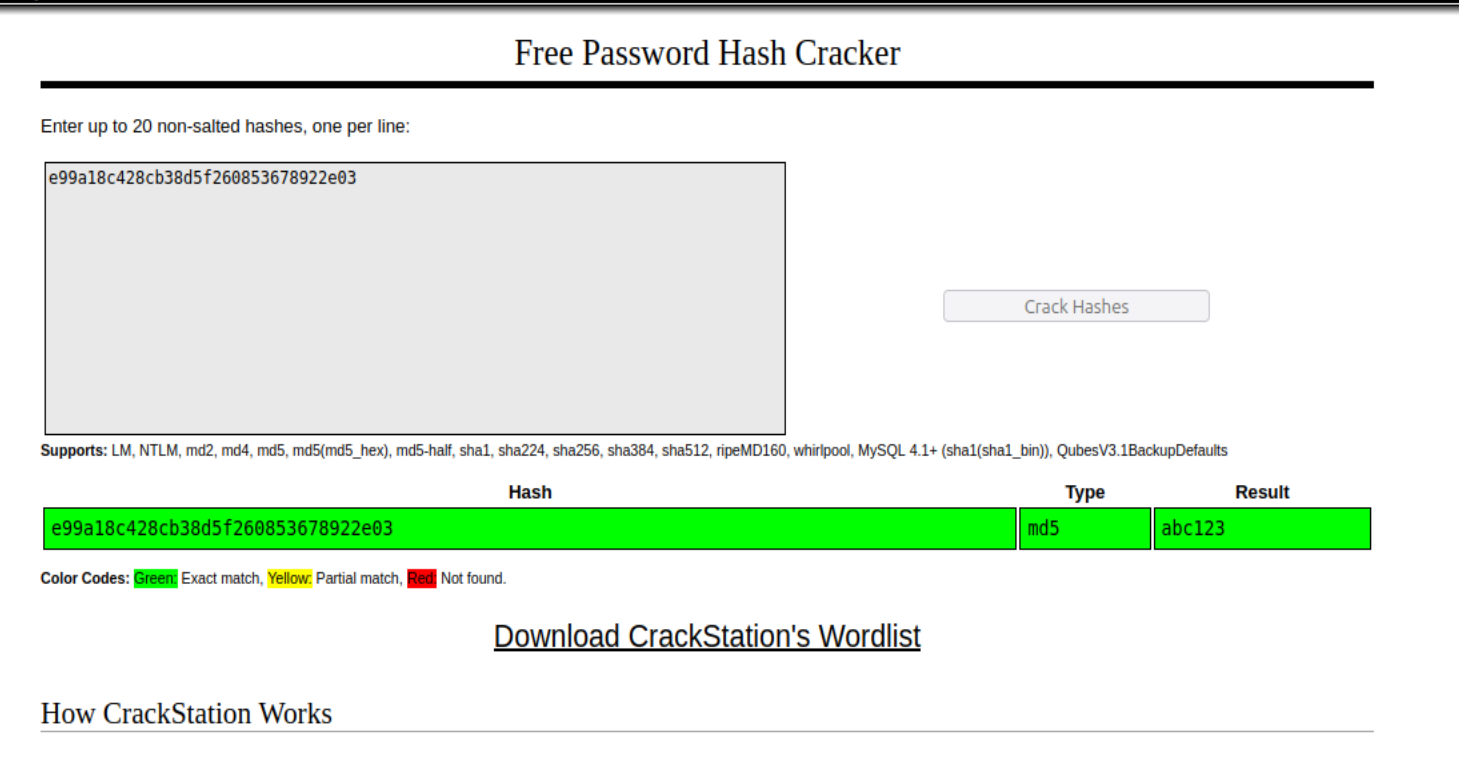 Free Password Hash Cracker
Enter up to 20 non-salted hashes, one per line:
e99a18c428cb38d5f260853678922e03
Crack Hashes
Supports: LM, NTLM, md2, md4, md5, md5(md5_hex), md5-half, sha1, sha224, sha256, sha384, sha512, ripeMD160, whirlpool, MySQL 4.1+ (sha1(sha1_bin)), QubesV3.1BackupDefaults
Hash Type Result
e99a18c428cb38d5f260853678922e03 md5 abc123
Color Codes: Green: Exact match, Yellow: Partial match, Red: Not found.
Download CrackStation's Wordlist
How CrackStation Works